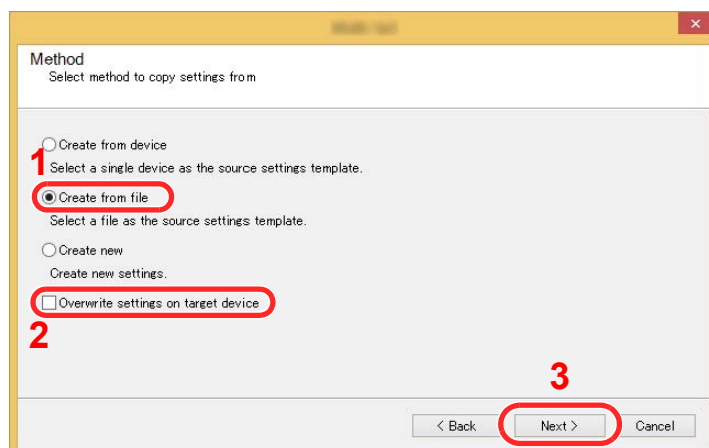 Method
Select method to copy settings from
Create from device
1
Select a single device as the source settings template.
Create from file
Select a file as the source settings template.
Create new
Create new settings.
Overwrite settings on target device
2
3
< Back Next > Cancel